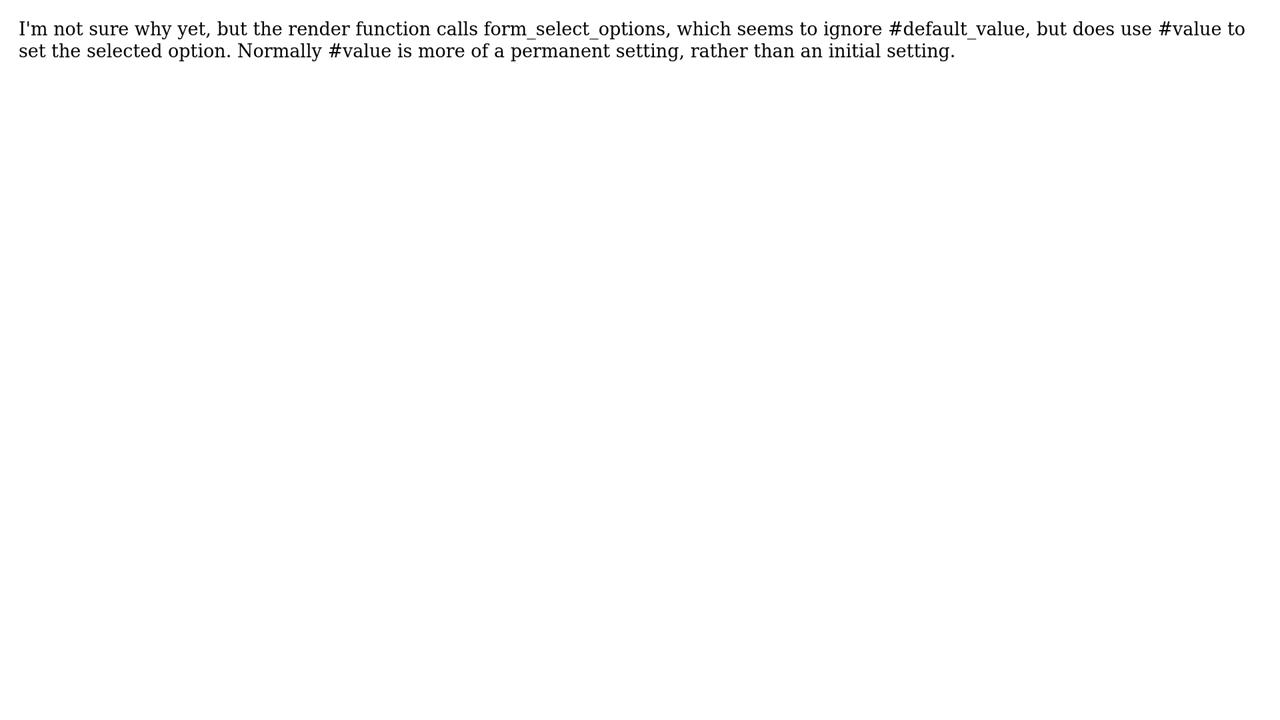 I'm not sure why yet, but the render function calls form_select_options, which seems to ignore #default_value, but does use #value to
set the selected option. Normally #value is more of a permanent setting, rather than an initial setting.